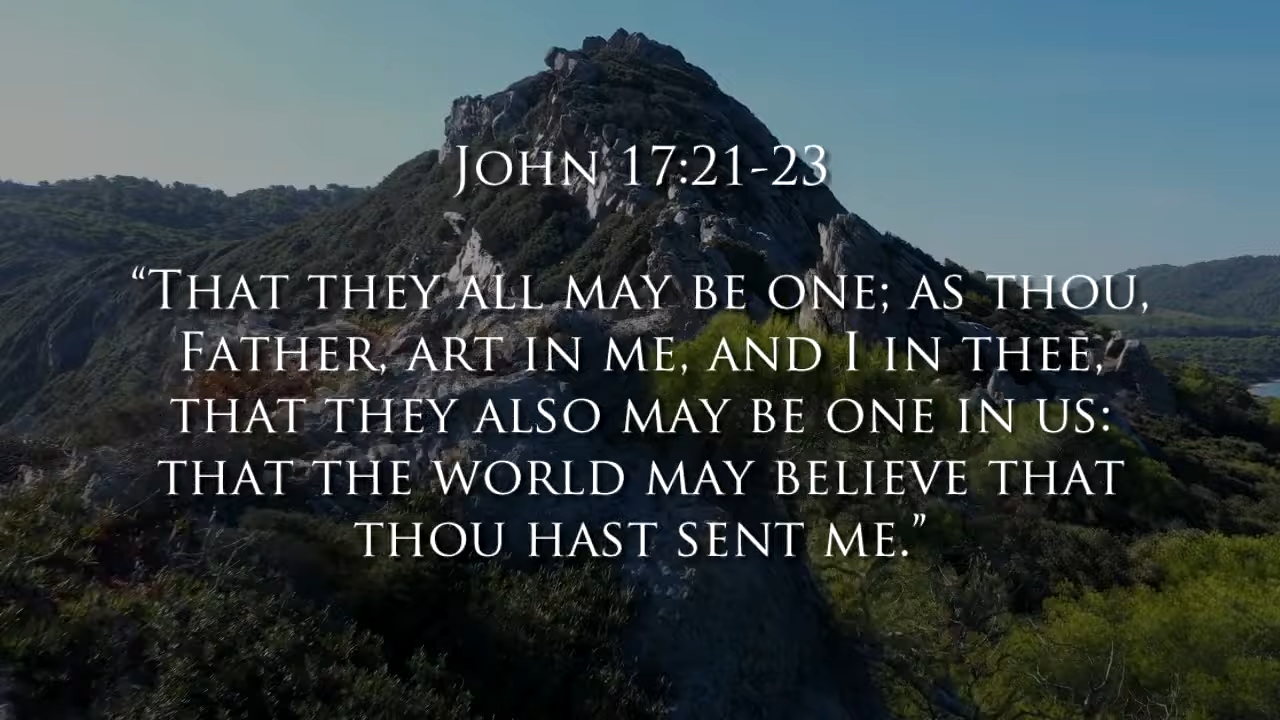 John 17:21-23
“That they all may be one; as thou,
Father, art in me, and I in thee,
that they also may be one in us:
that the world may believe that
thou hast sent me.”